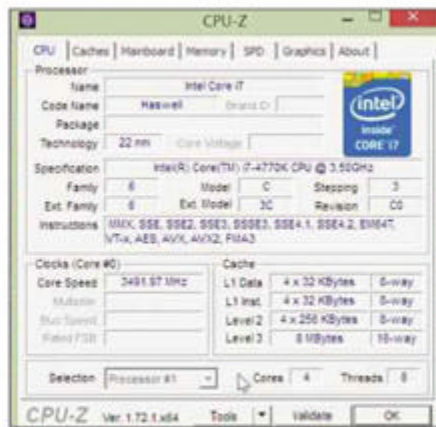 CPU-Z
CPU Caches Mainboard Memory SPD Graphics About
Processor
Name Intel Core i7
Code Name Haswell Brand ID
Package
Technology 22 nm Core Voltage
intel
inside
CORE i7
Specification Intel(R) Core(TM) i7-4770K CPU @ 3.50GHz
Family 6 Model C Stepping 3
Ext. Family 6 Ext. Model 3C Revision C0
Instructions MMX, SSE, SSE2, SSE3, SSSE3, SSE4.1, SSE4.2, EM64T,
VT-x, AES, AVX, AVX2, FMA3
Clocks (Core #0)
Core Speed 3491.97 MHz
Multiplier
Bus Speed
Rated FSB
Cache
L1 Data 4 x 32 KBytes 8-way
L1 Inst. 4 x 32 KBytes 8-way
Level 2 4 x 256 KBytes 8-way
Level 3 8 MBytes 16-way
Selection Processor #1 Cores 4 Threads 8
CPU-Z Ver. 1.72.1.x64 Tools Validate OK